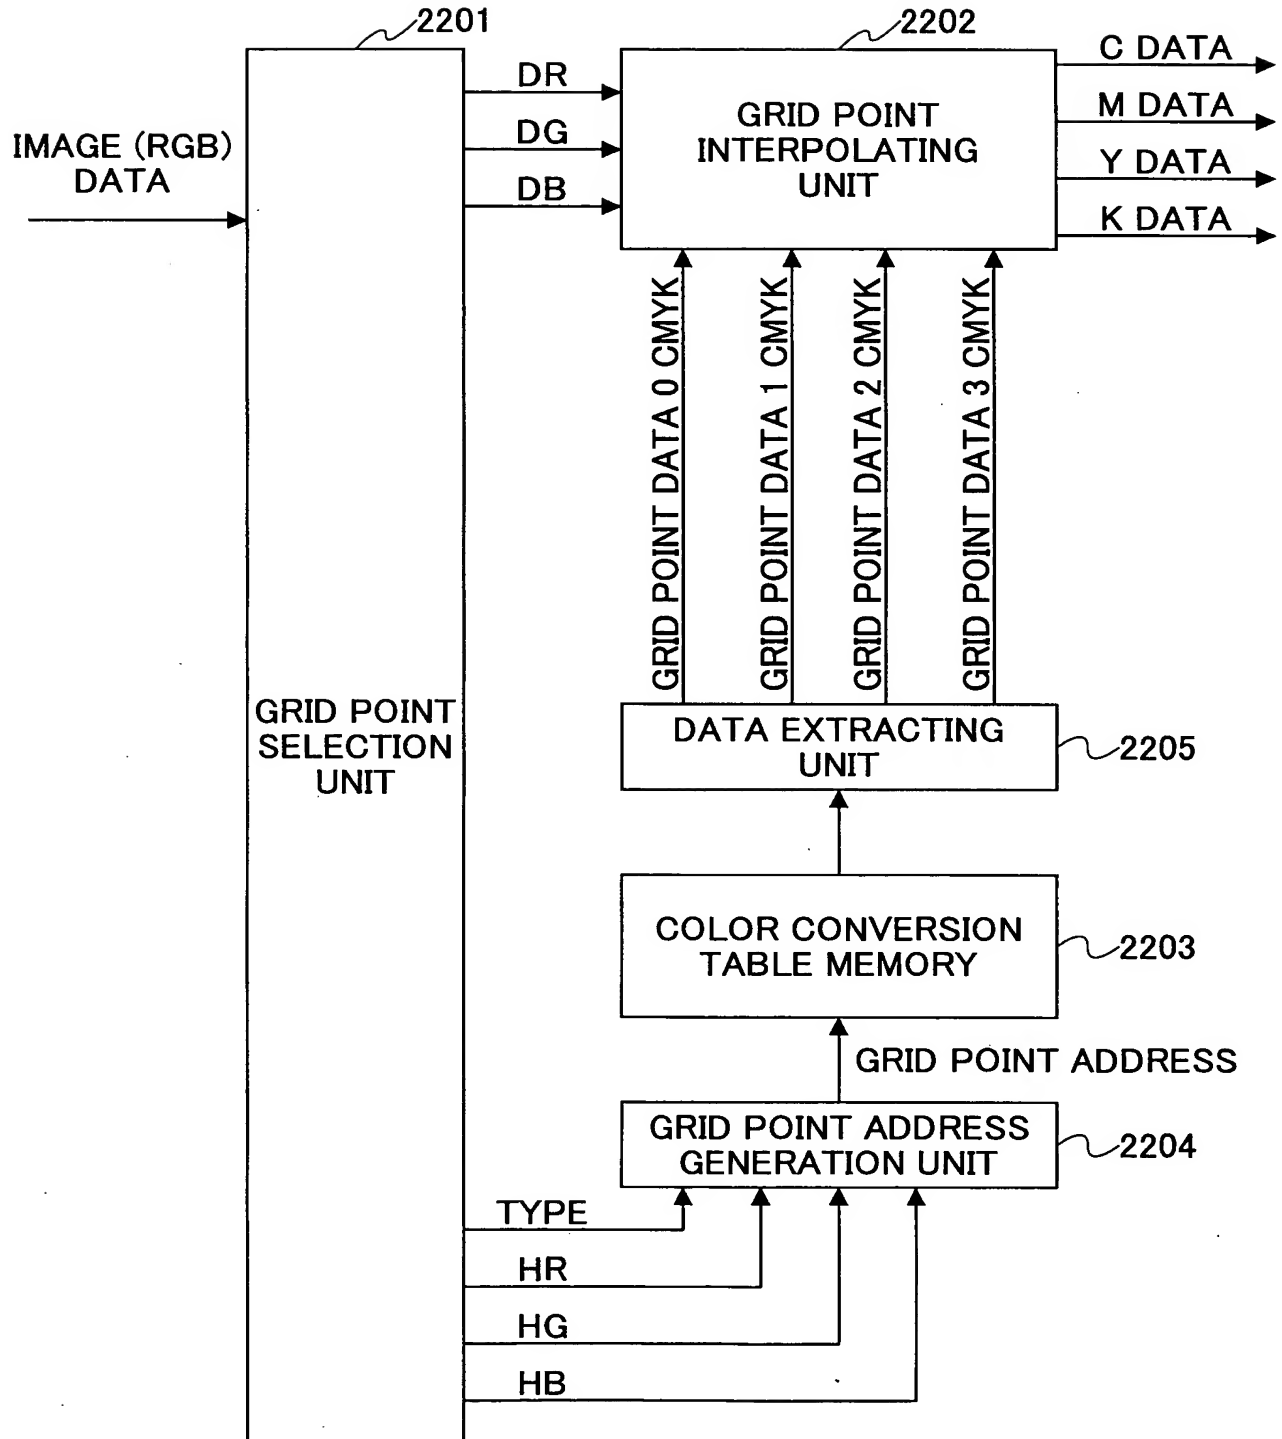 2201
2202
IMAGE (RGB)
DATA
DR
DG
DB
GRID POINT
INTERPOLATING
UNIT
C DATA
M DATA
Y DATA
K DATA
GRID POINT DATA 0 CMYK
GRID POINT DATA 1 CMYK
GRID POINT DATA 2 CMYK
GRID POINT DATA 3 CMYK
GRID POINT
SELECTION
UNIT
DATA EXTRACTING
UNIT
2205
COLOR CONVERSION
TABLE MEMORY
2203
GRID POINT ADDRESS
GRID POINT ADDRESS
GENERATION UNIT
2204
TYPE
HR
HG
HB